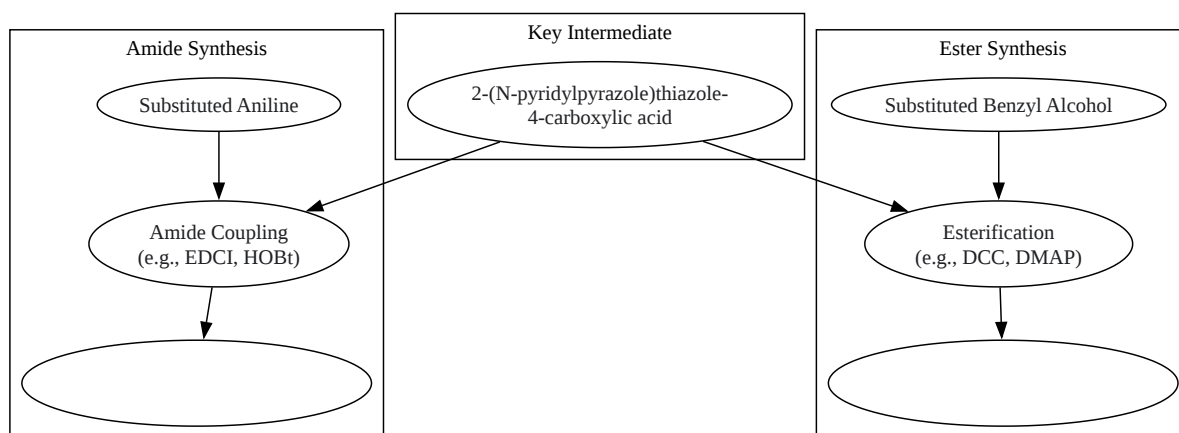 Amide Synthesis
Key Intermediate
Ester Synthesis
Substituted Aniline
2-(N-pyridylpyrazole)thiazole-
4-carboxylic acid
Substituted Benzyl Alcohol
Amide Coupling
(e.g., EDCI, HOBt)
Esterification
(e.g., DCC, DMAP)